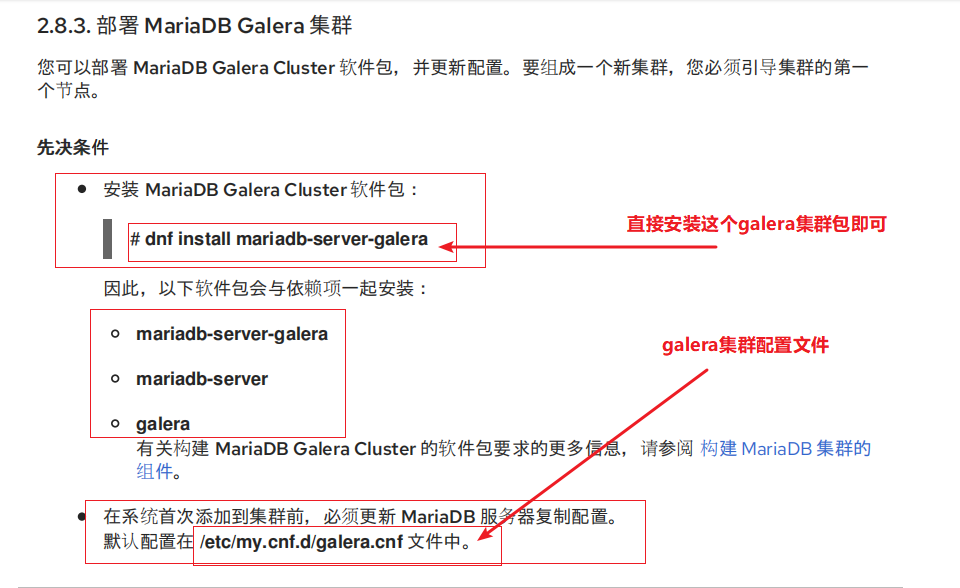 2.8.3. 部署 MariaDB Galera 集群
您可以部署 MariaDB Galera Cluster 软件包，并更新配置。要组成一个新集群，您必须引导集群的第一
个节点。
先决条件
安装 MariaDB Galera Cluster 软件包：
# dnf install mariadb-server-galera
直接安装这个galera集群包即可
因此，以下软件包会与依赖项一起安装：
mariadb-server-galera
galera集群配置文件
mariadb-server
galera
有关构建 MariaDB Galera Cluster 的软件包要求的更多信息，请参阅 构建 MariaDB 集群的
组件。
在系统首次添加到集群前，必须更新 MariaDB 服务器复制配置。
默认配置在 /etc/my.cnf.d/galera.cnf 文件中。